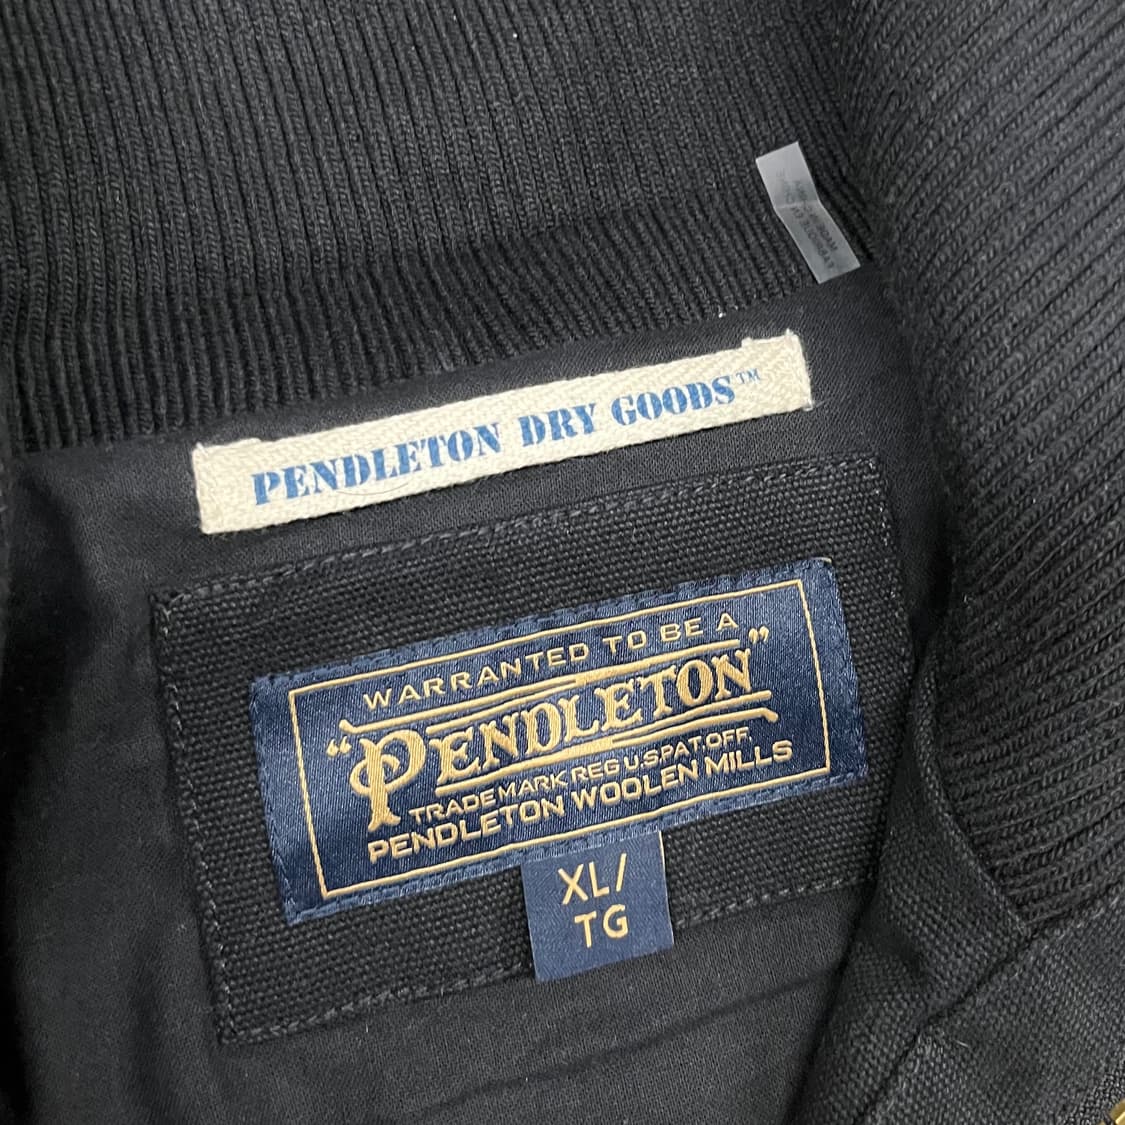 PENDLETON DRY GOODS™
WARRANTED TO BE A
“PENDLETON”
TRADE MARK REG U.S.PAT.OFF.
PENDLETON WOOLEN MILLS
XL/
TG